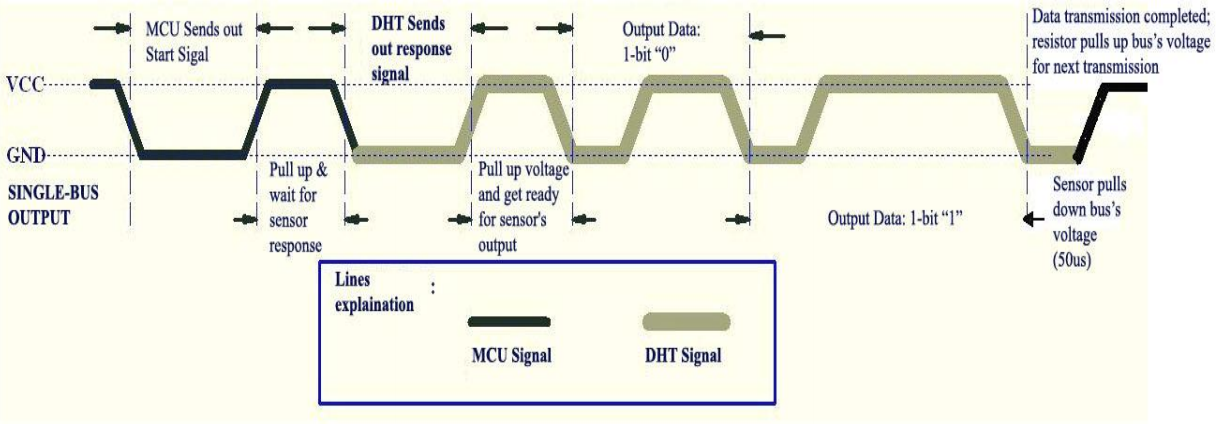 MCU Sends out
Start Sigal
DHT Sends
out response
signal
Output Data:
1-bit “0”
Data transmission completed;
resistor pulls up bus’s voltage
for next transmission
VCC
GND
SINGLE-BUS
OUTPUT
Pull up &
wait for
sensor
response
Pull up voltage
and get ready
for sensor's
output
Output Data: 1-bit “1”
Sensor pulls
down bus’s
voltage
(50us)
Lines
explaination :
MCU Signal
DHT Signal